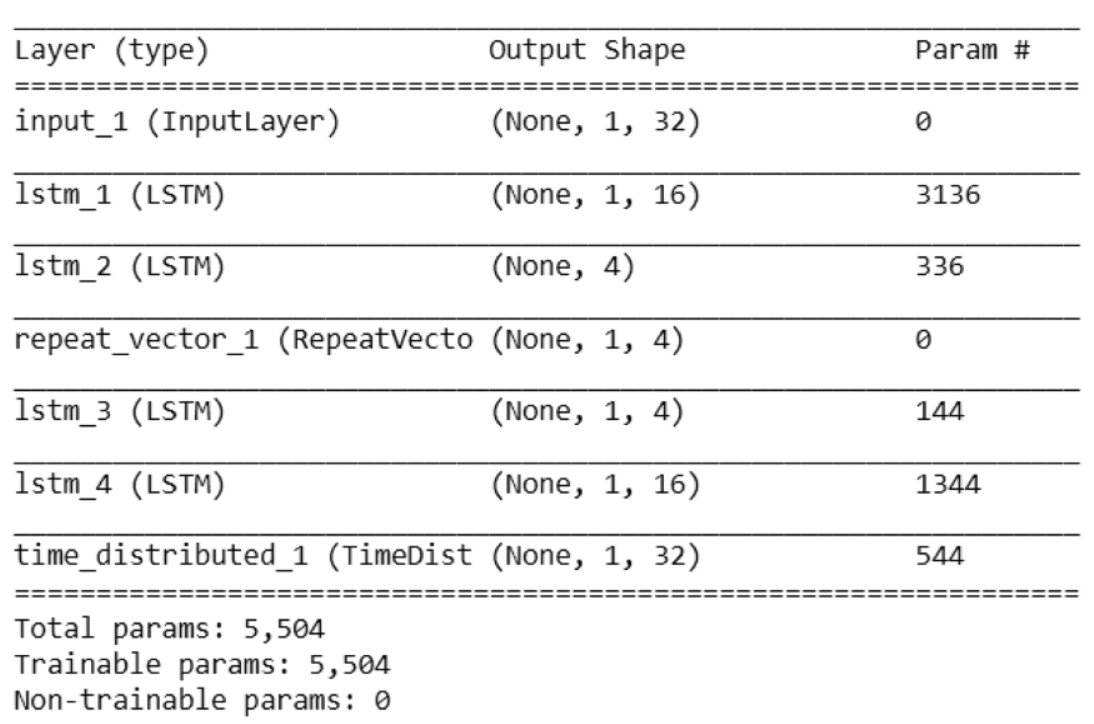 Layer (type) Output Shape Param #
=================================================================
input_1 (InputLayer) (None, 1, 32) 0
lstm_1 (LSTM) (None, 1, 16) 3136
lstm_2 (LSTM) (None, 4) 336
repeat_vector_1 (RepeatVecto (None, 1, 4) 0
lstm_3 (LSTM) (None, 1, 4) 144
lstm_4 (LSTM) (None, 1, 16) 1344
time_distributed_1 (TimeDist (None, 1, 32) 544
=================================================================
Total params: 5,504
Trainable params: 5,504
Non-trainable params: 0